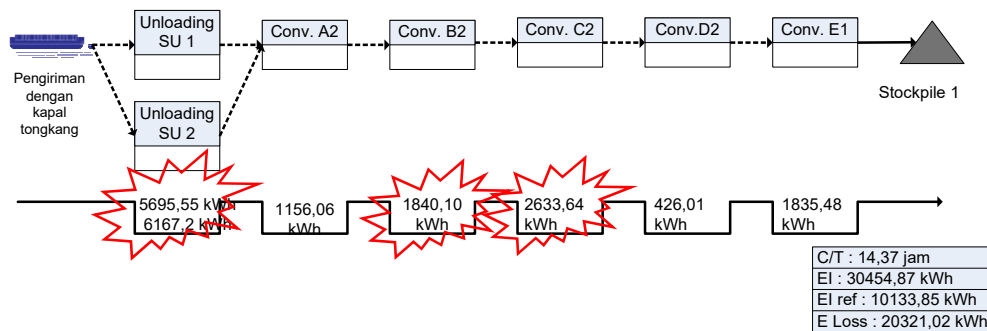 Unloading
SU 1
Conv. A2
Conv. B2
Conv. C2
Conv.D2
Conv. E1
Pengiriman
dengan
kapal
tongkang
Stockpile 1
Unloading
SU 2
5695,55 kWh
6167,2 kWh
1156,06
kWh
1840,10
kWh
2633,64
kWh
426,01
kWh
1835,48
kWh
C/T : 14,37 jam
EI : 30454,87 kWh
EI ref : 10133,85 kWh
E Loss : 20321,02 kWh